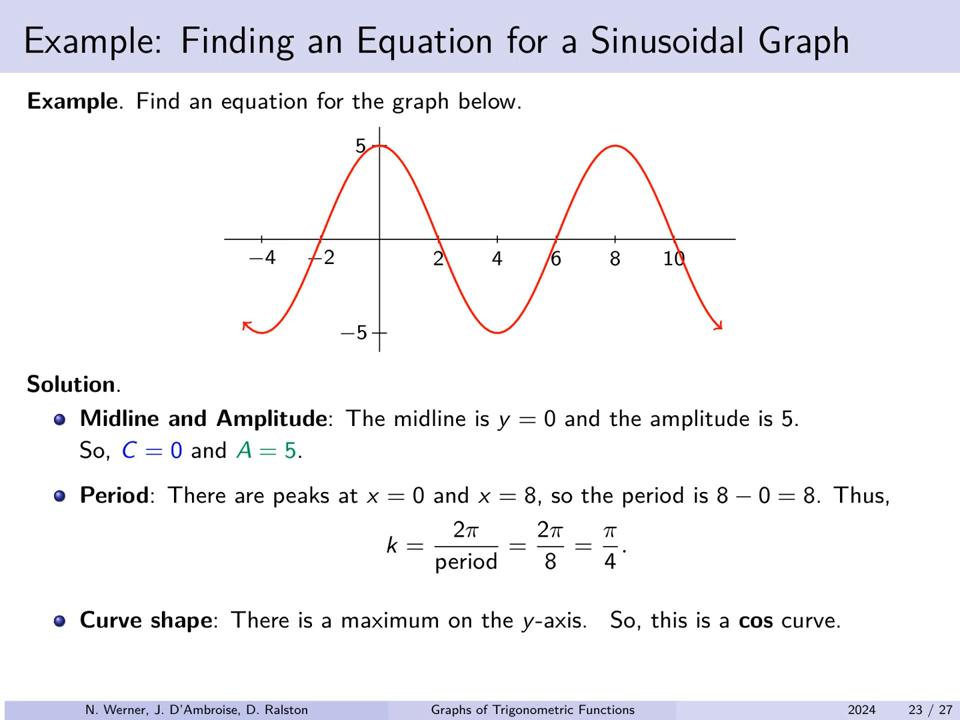 Example: Finding an Equation for a Sinusoidal Graph
Example. Find an equation for the graph below.
5
−4 −2 2 4 6 8 10
−5
Solution.
Midline and Amplitude: The midline is y = 0 and the amplitude is 5.
So, C = 0 and A = 5.
Period: There are peaks at x = 0 and x = 8, so the period is 8 − 0 = 8. Thus,
k = 2π/period = 2π/8 = π/4.
Curve shape: There is a maximum on the y-axis. So, this is a cos curve.
N. Werner, J. D'Ambroise, D. Ralston Graphs of Trigonometric Functions 2024 23 / 27